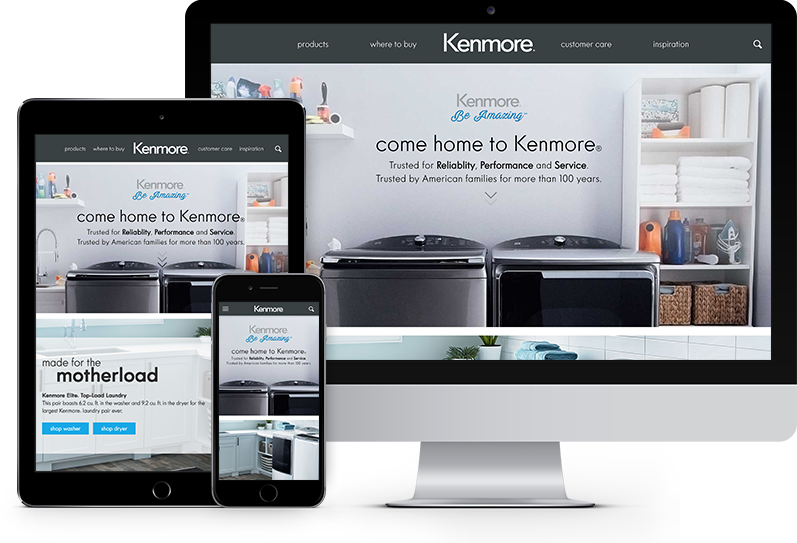 products where to buy Kenmore. customer care inspiration
Kenmore.
Be Amazing™
come home to Kenmore®
Trusted for Reliablity, Performance and Service.
Trusted by American families for more than 100 years.
products where to buy Kenmore. customer care inspiration
Kenmore.
Be Amazing™
come home to Kenmore®
Trusted for Reliablity, Performance and Service.
Trusted by American families for more than 100 years.
made for the
motherload
Kenmore Elite. Top-Load Laundry
This pair boasts 6.2 cu. ft. in the washer and 9.2 cu. ft. in the dryer for the
largest Kenmore. laundry pair ever.
shop washer shop dryer
Kenmore
Kenmore.
Be Amazing™
come home to Kenmore®
Trusted for Reliablity, Performance and Service.
Trusted by American families for more than 100 years.